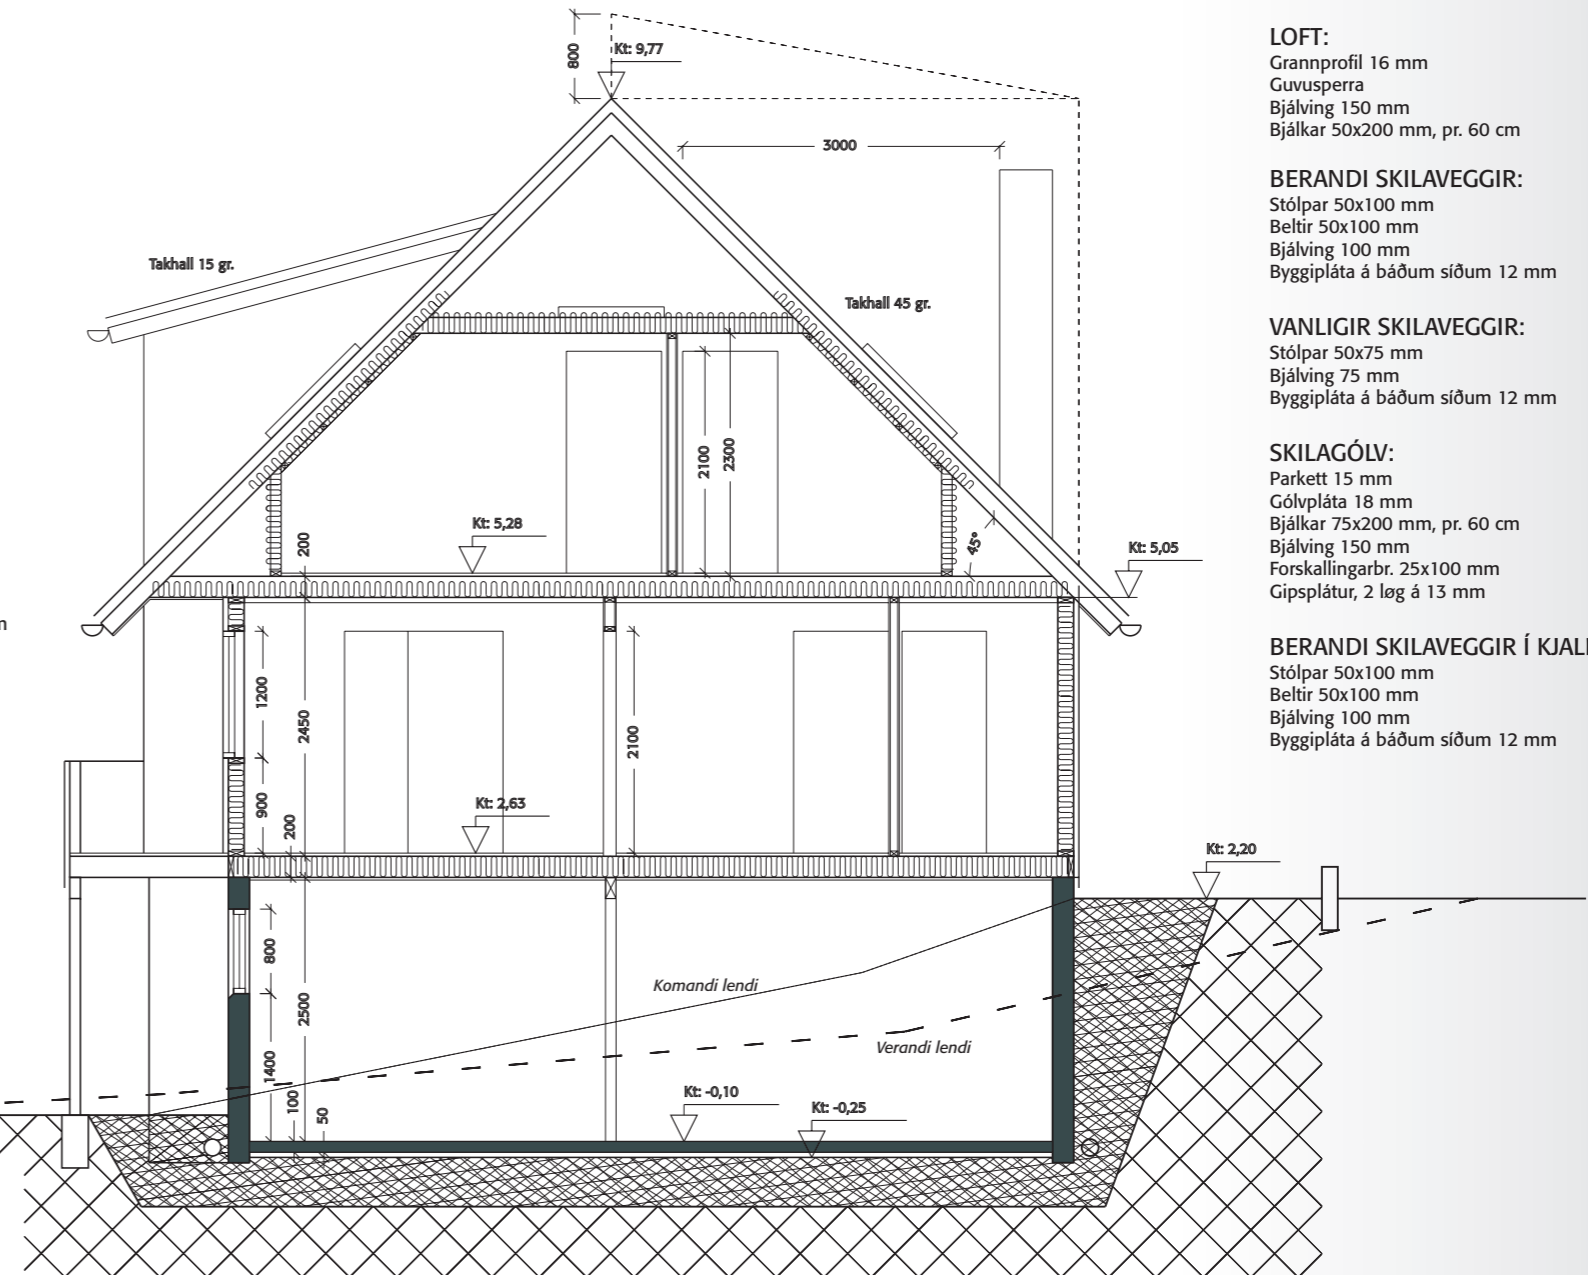 800
Kt: 9,77
3000
Takhall 15 gr.
Takhall 45 gr.
2100
2300
Kt: 5,28
200
45°
Kt: 5,05
1200
2450
2100
900
200
Kt: 2,63
Kt: 2,20
800
2500
Komandi lendi
Verandi lendi
1400
100
50
Kt: -0,10
Kt: -0,25
LOFT:
Grannprofil 16 mm
Guvusperra
Bjálving 150 mm
Bjálkar 50x200 mm, pr. 60 cm
BERANDI SKILAVEGGIR:
Stólpar 50x100 mm
Beltir 50x100 mm
Bjálving 100 mm
Byggipláta á báðum síðum 12 mm
VANLIGIR SKILAVEGGIR:
Stólpar 50x75 mm
Bjálving 75 mm
Byggipláta á báðum síðum 12 mm
SKILAGÓLV:
Parkett 15 mm
Gólvpláta 18 mm
Bjálkar 75x200 mm, pr. 60 cm
Bjálving 150 mm
Forskallingarbr. 25x100 mm
Gipsplátur, 2 løg á 13 mm
BERANDI SKILAVEGGIR Í
Stólpar 50x100 mm
Beltir 50x100 mm
Bjálving 100 mm
Byggipláta á báðum síðum 12 mm